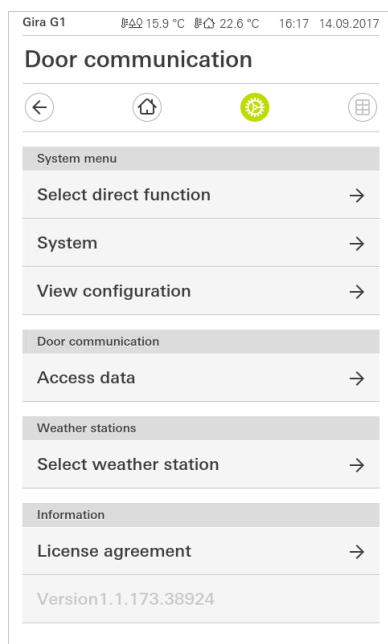 Gira G1 15.9 °C 22.6 °C 16:17 14.09.2017
Door communication
System menu
Select direct function
System
View configuration
Door communication
Access data
Weather stations
Select weather station
Information
License agreement
Version1.1.173.38924